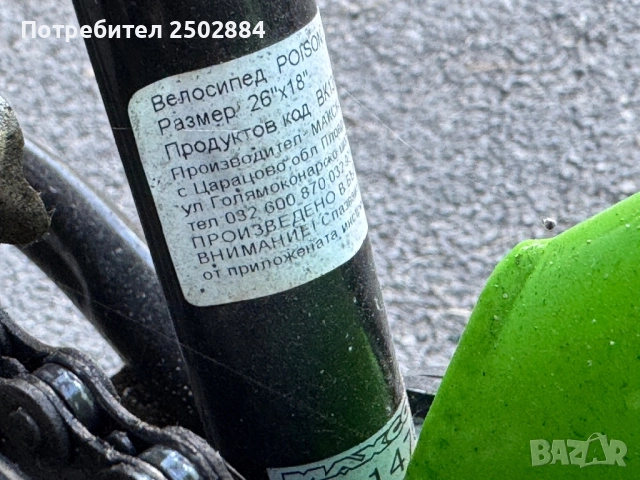 Потребител 2502884
Велосипед POISON
Размер: 26"x18"
Продуктов код
Производител
с Царацово обл
ул Голямоконарско
тел 032 600 870 032
ПРОИЗВЕДЕНО В
ВНИМАНИЕ!
от приложената
BAZAR